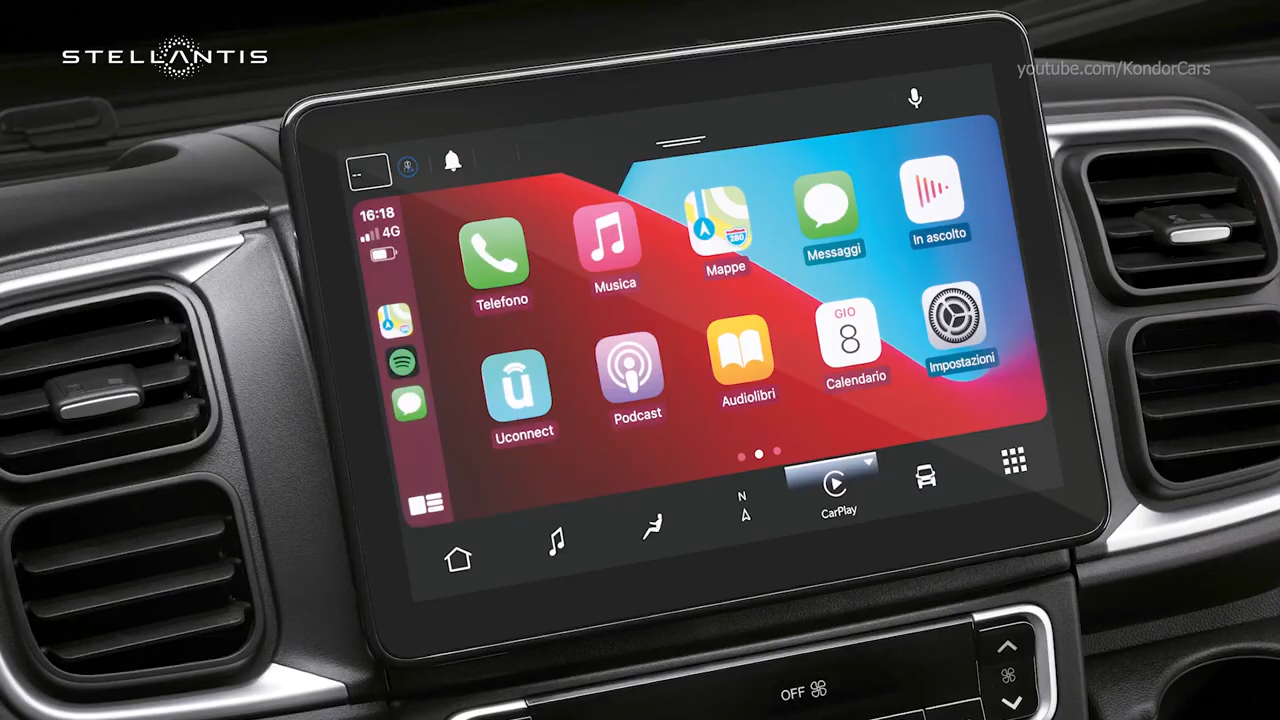 STELLANTIS
youtube.com/KondorCars
--
16:18
4G
Telefono
Musica
Mappe
280
Messaggi
In ascolto
Uconnect
Podcast
Audiolibri
GIO
8
Calendario
Impostazioni
N
CarPlay
OFF